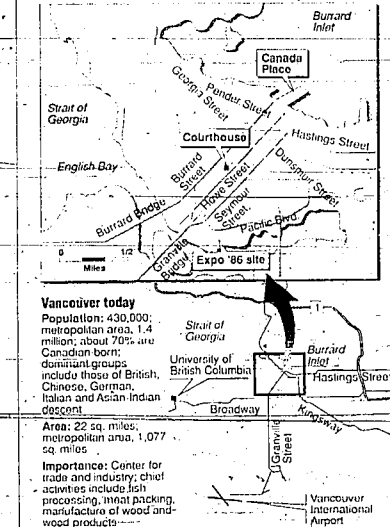 Burrard
Inlet
Canada
Place
Georgia Street
Pender Street
Strait of
Georgia
Courthouse
Hastings Street
English Bay
Burrard
Street
Howe Street
Dunsmuir Street
Seymour
Street
Burrard Bridge
Pacific Blvd.
Granville
Bridge
Expo '86 site
0 1/2
Miles
Vancouver today
Population: 430,000;
metropolitan area, 1.4
million; about 70% are
Canadian-born;
dominant groups
include those of British,
Chinese, German,
Italian and Asian-Indian
descent
Area: 22 sq. miles;
metropolitan area, 1,077
sq. miles
Importance: Center for
trade and industry; chief
activities include fish
processing, meat packing,
manufacture of wood and
wood products
1
Strait of
Georgia
Burrard
Inlet
University of
British Columbia
Hastings Street
Broadway
Kingsway
Granville
Street
Vancouver
International
Airport